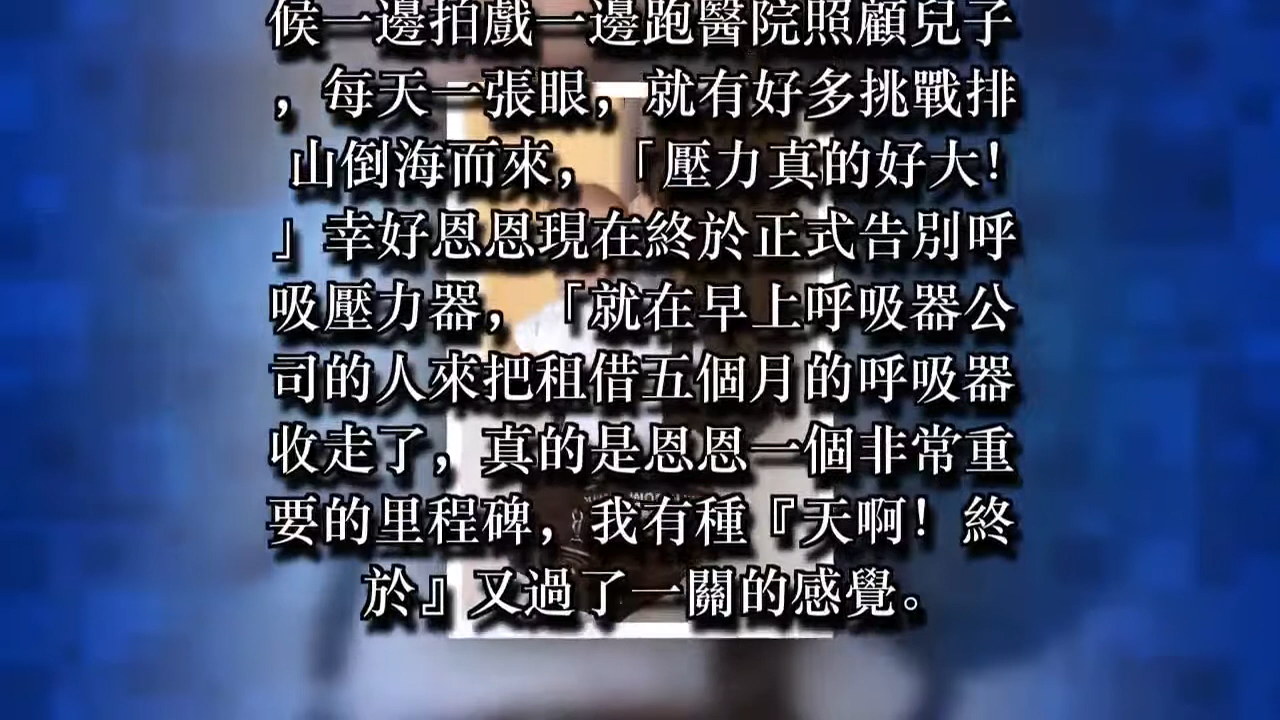 候一邊拍戲一邊跑醫院照顧兒子
，每天一張眼，就有好多挑戰排
山倒海而來，「壓力真的好大！
」幸好恩恩現在終於正式告別呼
吸壓力器，「就在早上呼吸器公
司的人來把租借五個月的呼吸器
收走了，真的是恩恩一個非常重
要的里程碑，我有種『天啊！終
於』又過了一關的感覺。